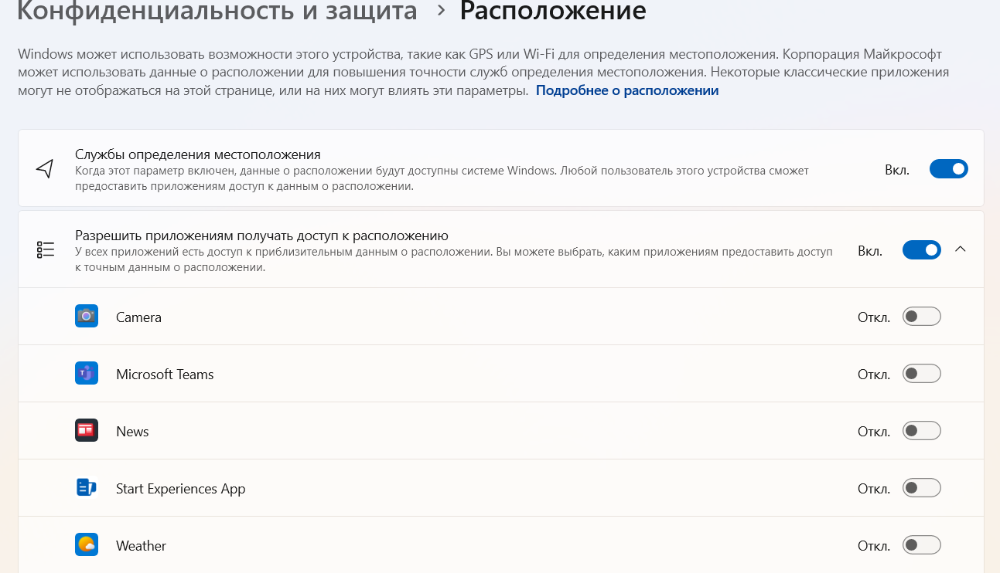 Конфиденциальность и защита > Расположение
Windows может использовать возможности этого устройства, такие как GPS или Wi-Fi для определения местоположения. Корпорация Майкрософт
может использовать данные о расположении для повышения точности служб определения местоположения. Некоторые классические приложения
могут не отображаться на этой странице, или на них могут влиять эти параметры. Подробнее о расположении
Службы определения местоположения
Когда этот параметр включен, данные о расположении будут доступны системе Windows. Любой пользователь этого устройства сможет
предоставить приложениям доступ к данным о расположении.
Вкл.
Разрешить приложениям получать доступ к расположению
У всех приложений есть доступ к приблизительным данным о расположении. Вы можете выбрать, каким приложениям предоставить доступ
к точным данным о расположении.
Вкл.
Camera Откл.
Microsoft Teams Откл.
News Откл.
Start Experiences App Откл.
Weather Откл.